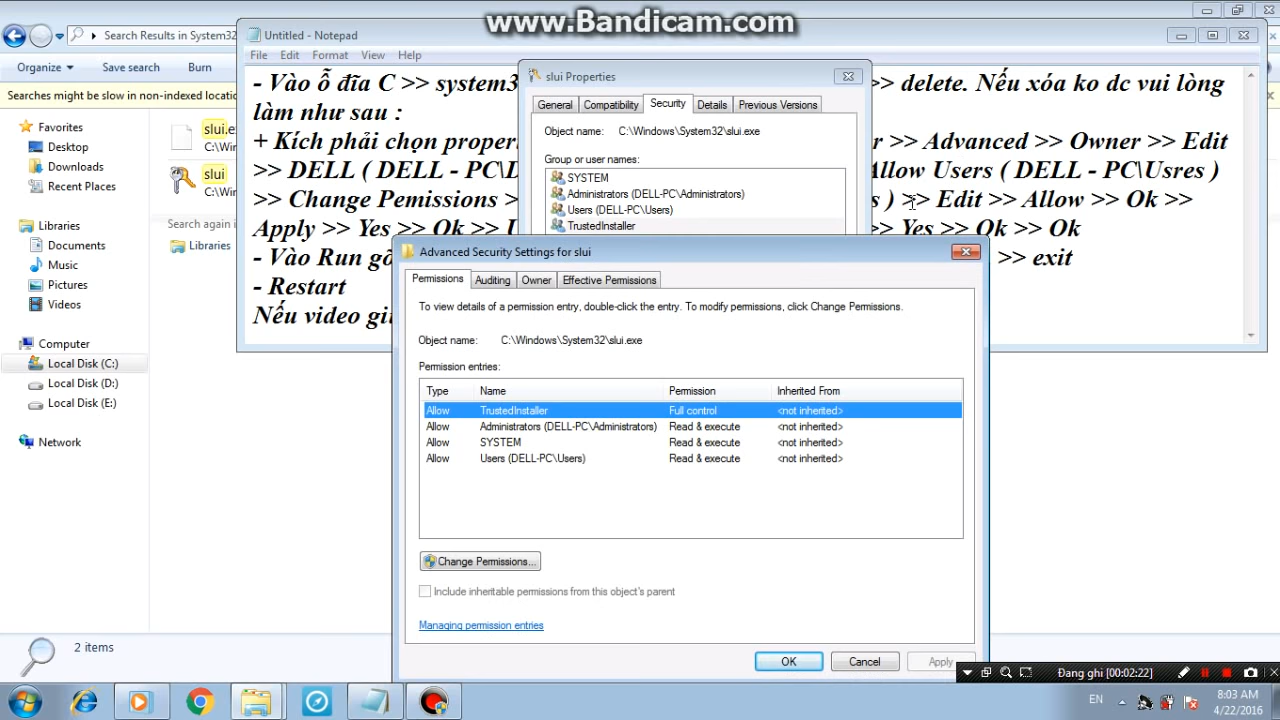 www.Bandicam.com
Search Results in System32
Untitled - Notepad
Organize
Save search
Burn
File Edit Format View Help
Searches might be slow in non-indexed locatio
- Vào ỗ đĩa C >> system3
>> delete. Nếu xóa ko dc vui lòng
làm như sau :
+ Kích phải chọn proper
>> Advanced >> Owner >> Edit
>> DELL ( DELL - PC\D
Allow Users ( DELL - PC\Usres )
>> Change Pemissions >
s ) >> Edit >> Allow >> Ok >>
Apply >> Yes >> Ok >>
>> Yes >> Ok >> Ok
- Vào Run gõ
>> exit
- Restart
Nếu video gi
Favorites
Desktop
Downloads
Recent Places
Libraries
Documents
Music
Pictures
Videos
Computer
Local Disk (C:)
Local Disk (D:)
Local Disk (E:)
Network
slui.e
C:\Win
slui
C:\Win
Search again i
Libraries
2 items
slui Properties
General Compatibility Security Details Previous Versions
Object name: C:\Windows\System32\slui.exe
Group or user names:
SYSTEM
Administrators (DELL-PC\Administrators)
Users (DELL-PC\Users)
TrustedInstaller
Advanced Security Settings for slui
Permissions Auditing Owner Effective Permissions
To view details of a permission entry, double-click the entry. To modify permissions, click Change Permissions.
Object name: C:\Windows\System32\slui.exe
Permission entries:
Type Name Permission Inherited From
Allow TrustedInstaller Full control <not inherited>
Allow Administrators (DELL-PC\Administrators) Read & execute <not inherited>
Allow SYSTEM Read & execute <not inherited>
Allow Users (DELL-PC\Users) Read & execute <not inherited>
Change Permissions...
Include inheritable permissions from this object's parent
Managing permission entries
OK Cancel Apply
Đang ghi [00:02:22]
EN
8:03 AM
4/22/2016